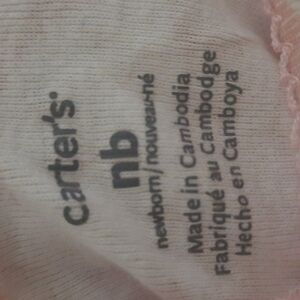 carter's
nb
newborn/nouveau-né
Made in Cambodia
Fabriqué au Cambodge
Hecho en Camboya